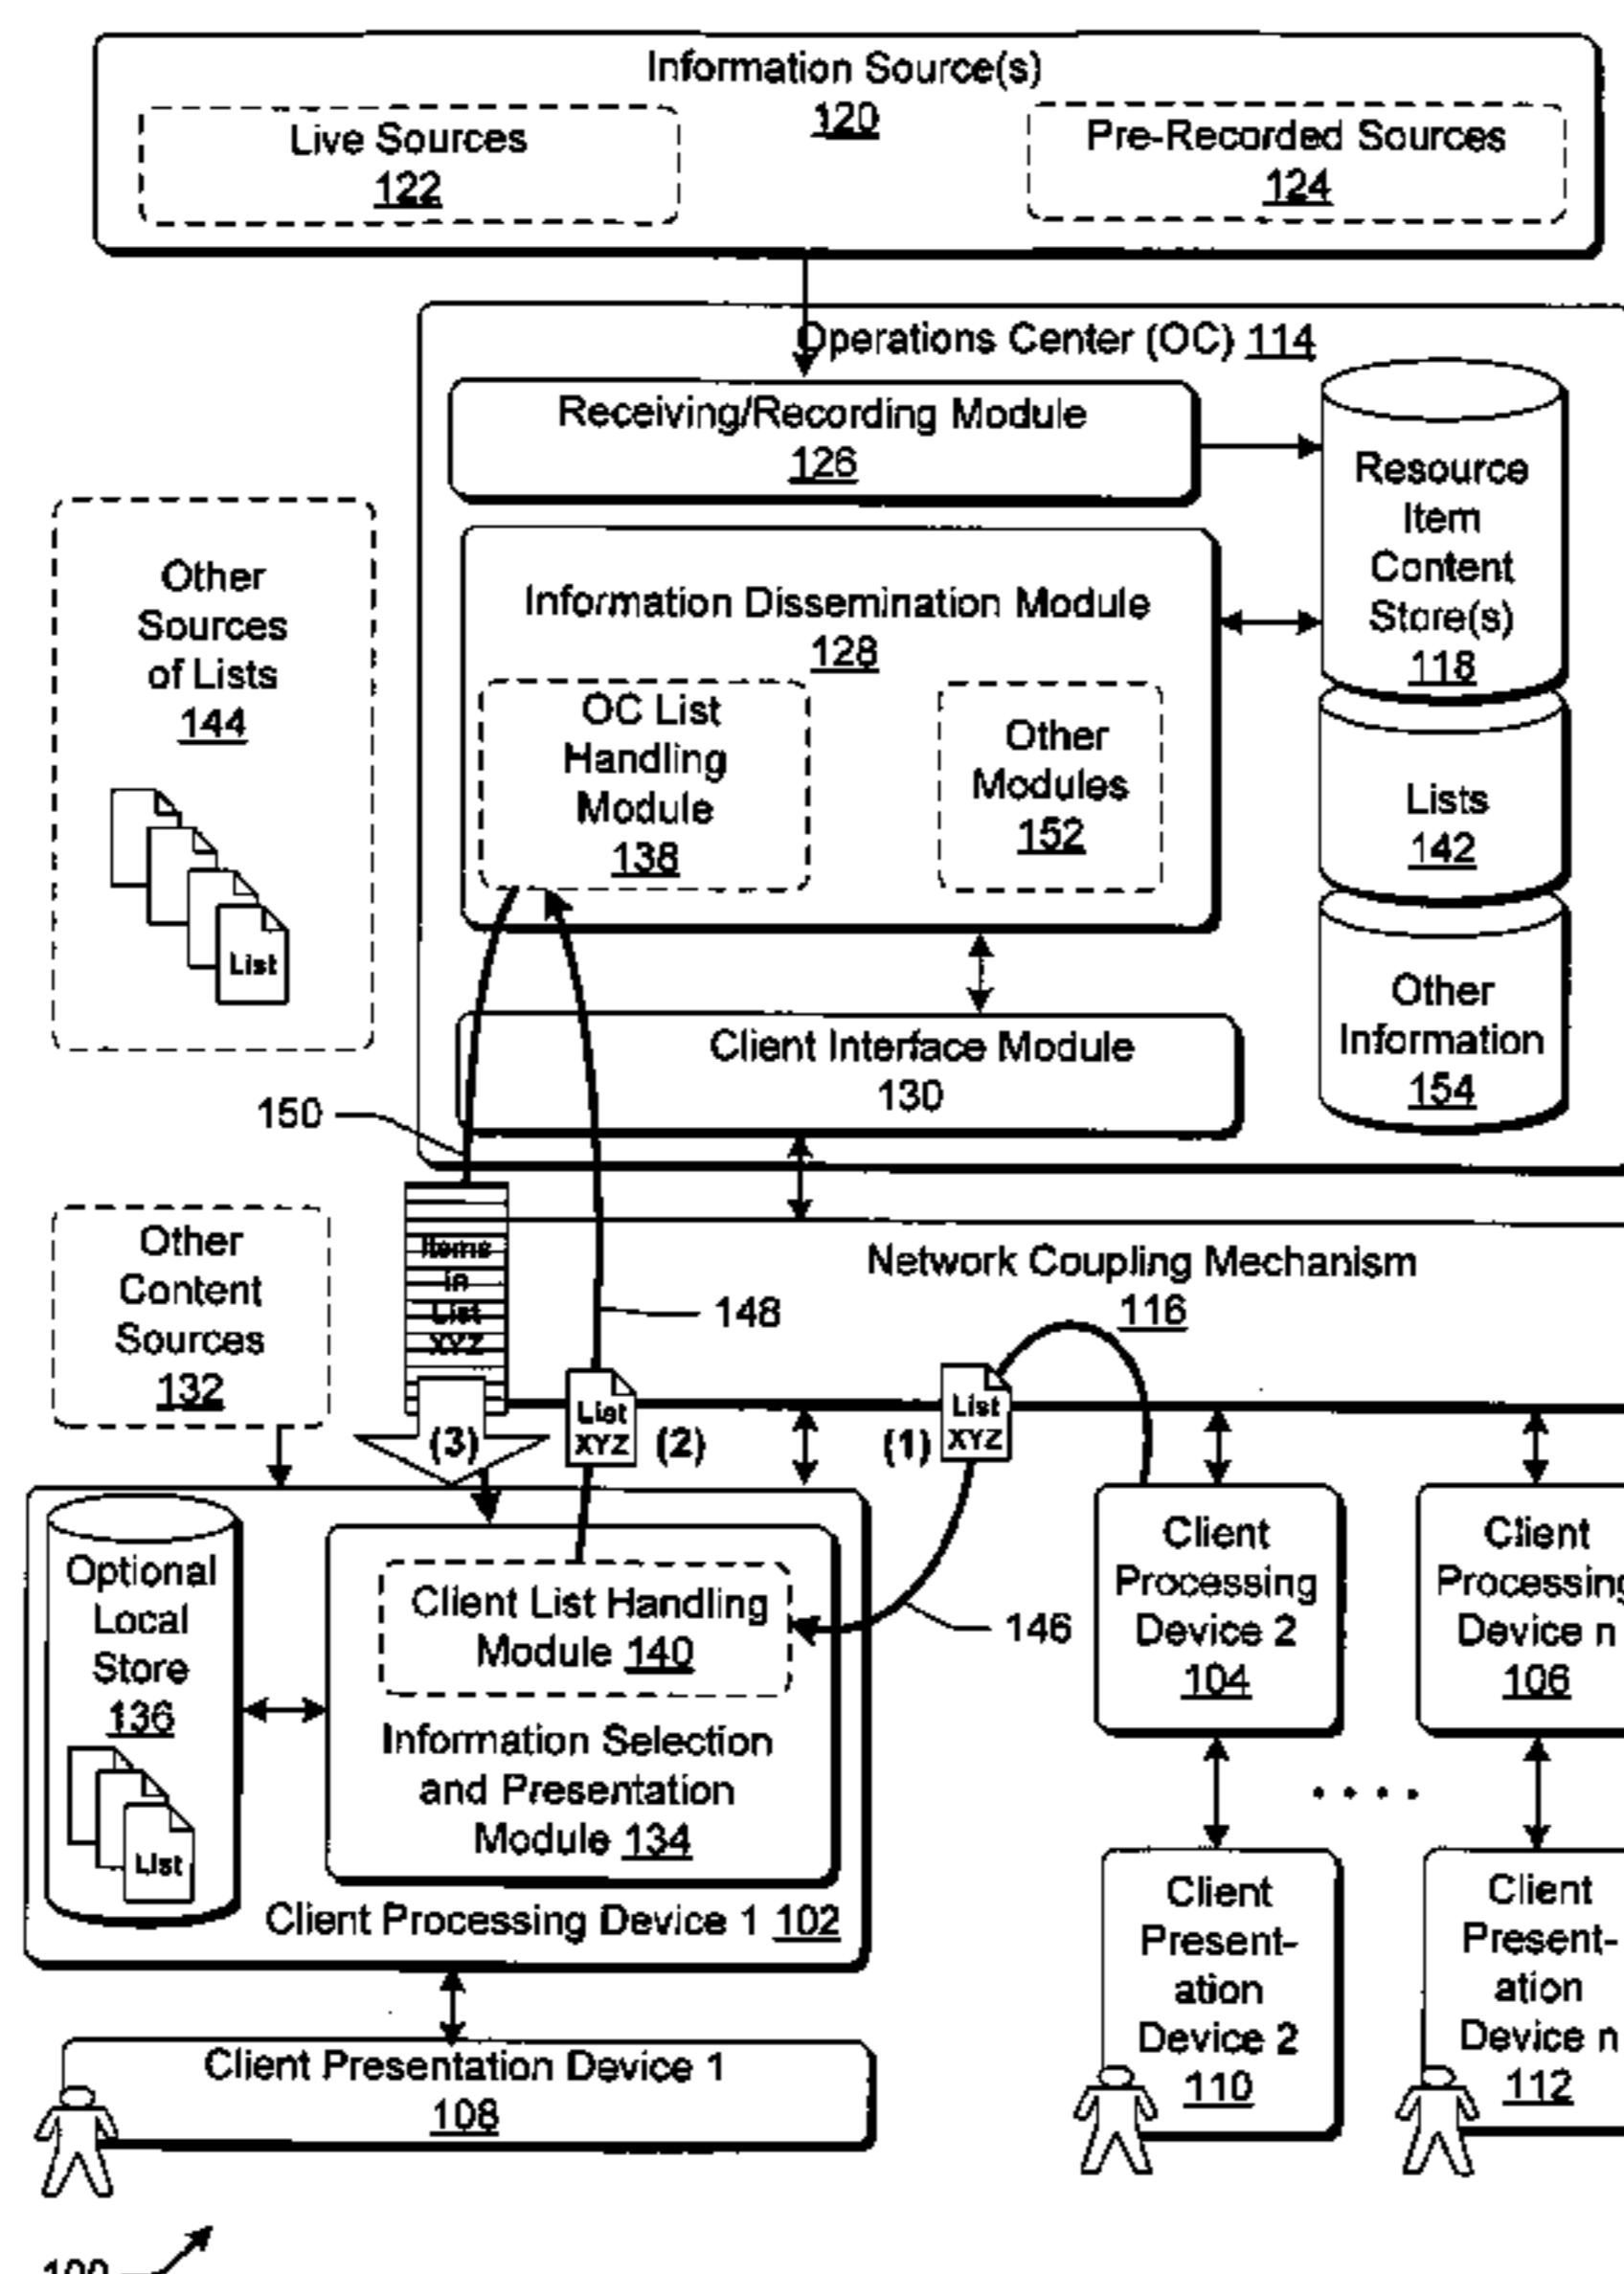 Information Source(s)
120
Live Sources
122
Pre-Recorded Sources
124
Operations Center (OC) 114
Receiving/Recording Module
126
Resource
Item
Content
Store(s)
118
Information Dissemination Module
128
OC List
Handling
Module
138
Other
Modules
152
Lists
142
Other
Information
154
Other
Sources
of Lists
144
List
Client Interface Module
130
150
Other
Content
Sources
132
Items
in
List
XYZ
148
Network Coupling Mechanism
116
(3)
List
XYZ
(2)
(1)
List
XYZ
146
Optional
Local
Store
136
List
Client List Handling
Module 140
Information Selection
and Presentation
Module 134
Client Processing Device 1 102
Client
Processing
Device 2
104
Client
Processing
Device n
106
Client Presentation Device 1
108
Client
Present-
ation
Device 2
110
Client
Present-
ation
Device n
112